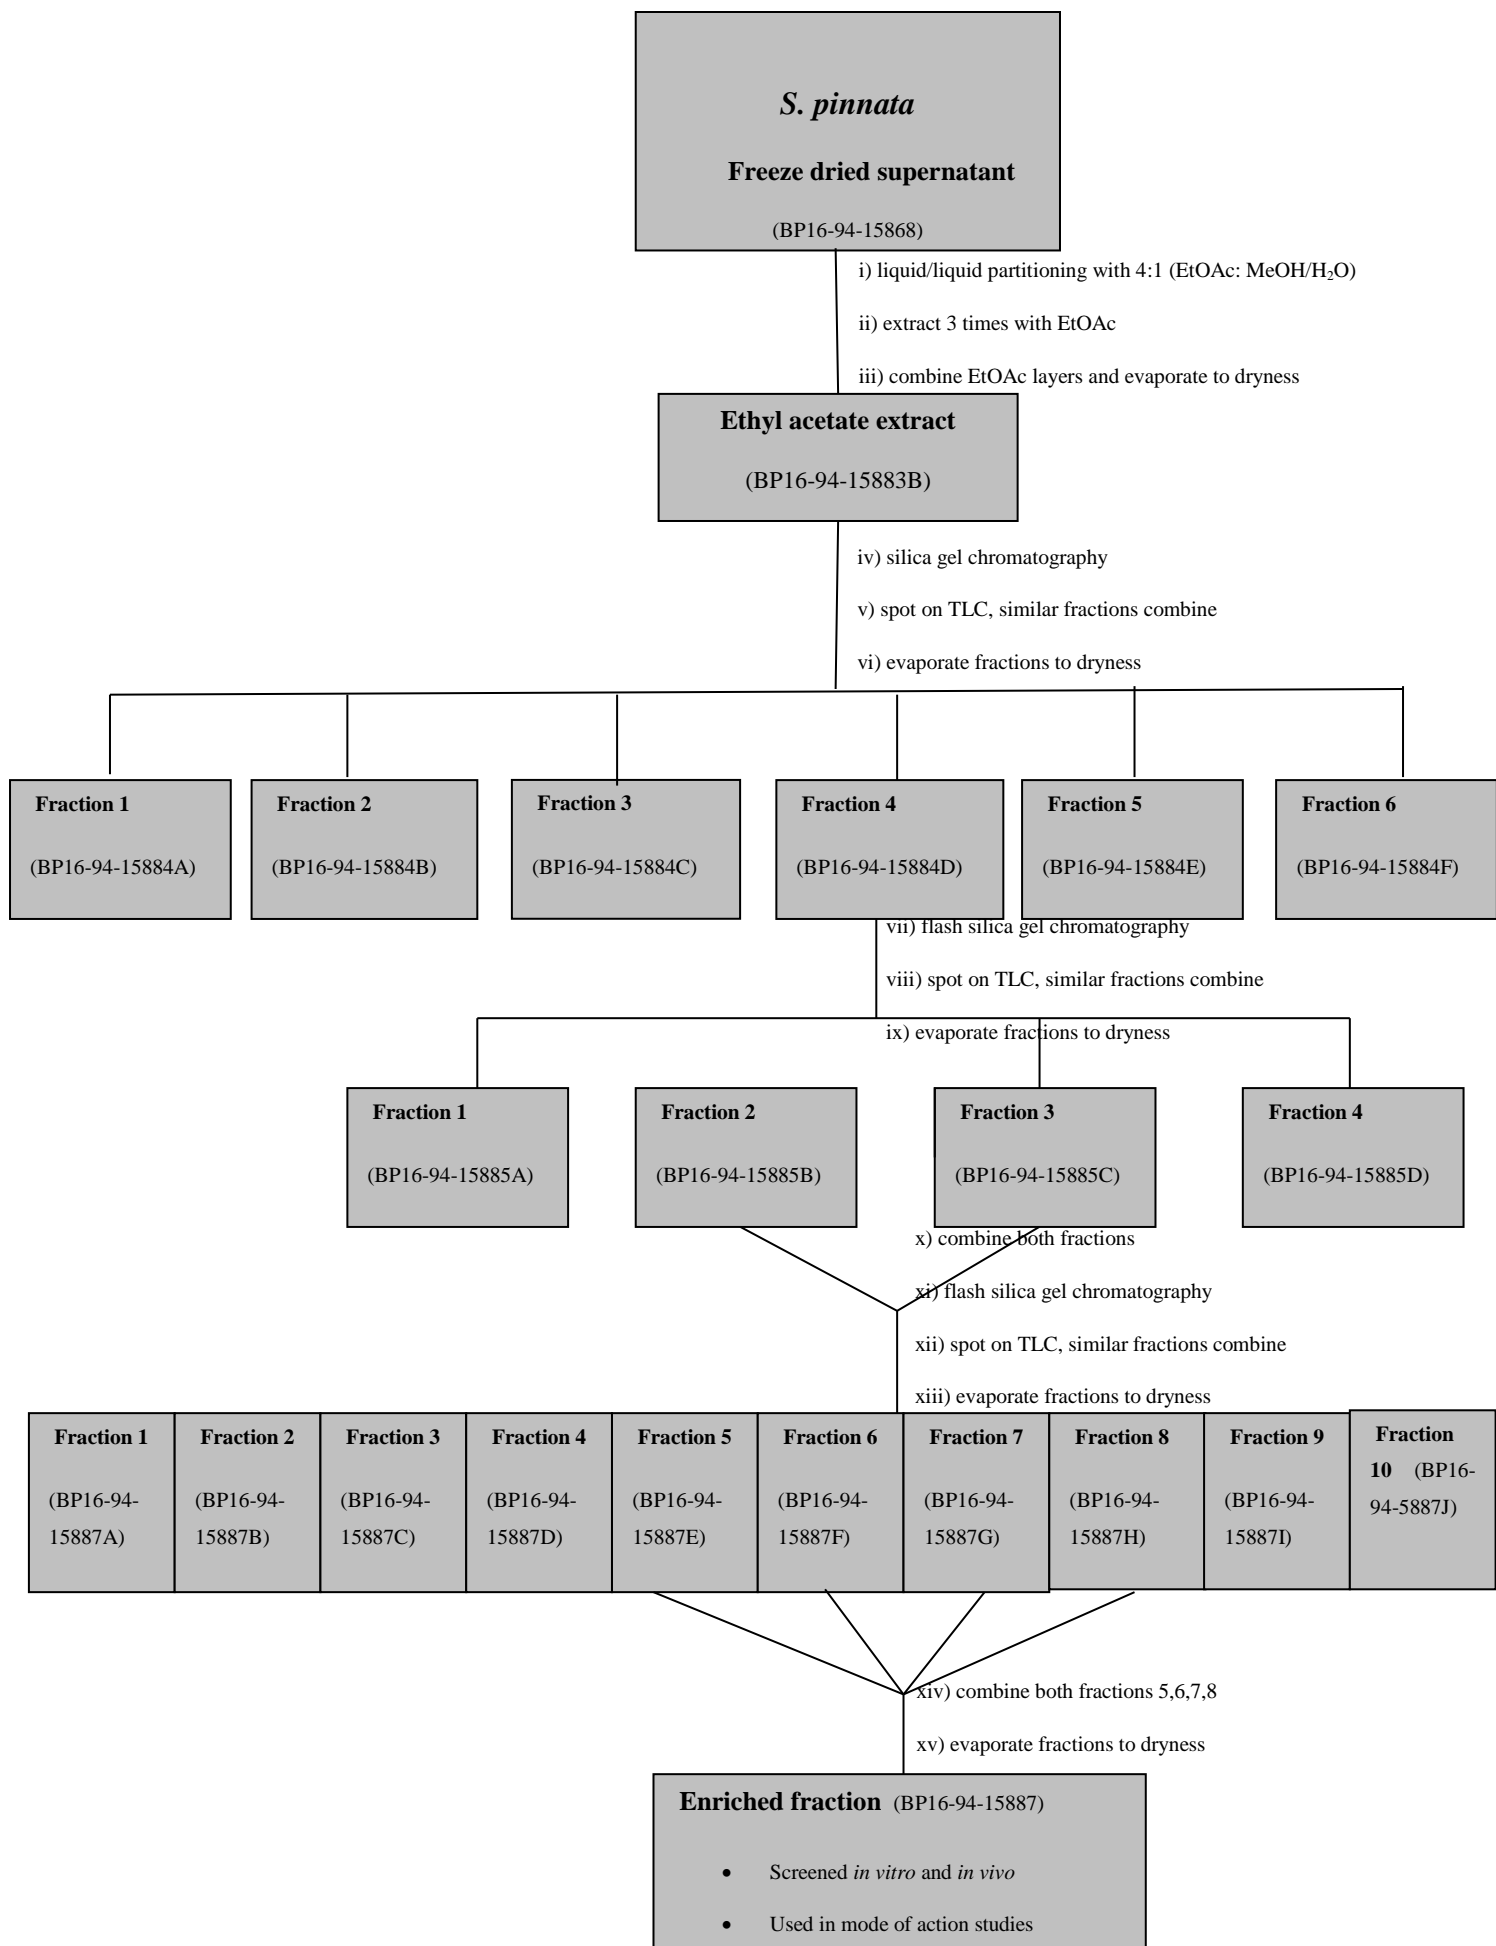 S. pinnata
Freeze dried supernatant
(BP16-94-15868)
i) liquid/liquid partitioning with 4:1 (EtOAc: MeOH/H₂O)
ii) extract 3 times with EtOAc
iii) combine EtOAc layers and evaporate to dryness
Ethyl acetate extract
(BP16-94-15883B)
iv) silica gel chromatography
v) spot on TLC, similar fractions combine
vi) evaporate fractions to dryness
Fraction 1
(BP16-94-15884A)
Fraction 2
(BP16-94-15884B)
Fraction 3
(BP16-94-15884C)
Fraction 4
(BP16-94-15884D)
Fraction 5
(BP16-94-15884E)
Fraction 6
(BP16-94-15884F)
vii) flash silica gel chromatography
viii) spot on TLC, similar fractions combine
ix) evaporate fractions to dryness
Fraction 1
(BP16-94-15885A)
Fraction 2
(BP16-94-15885B)
Fraction 3
(BP16-94-15885C)
Fraction 4
(BP16-94-15885D)
x) combine both fractions
xi) flash silica gel chromatography
xii) spot on TLC, similar fractions combine
xiii) evaporate fractions to dryness
Fraction 1
(BP16-94-
15887A)
Fraction 2
(BP16-94-
15887B)
Fraction 3
(BP16-94-
15887C)
Fraction 4
(BP16-94-
15887D)
Fraction 5
(BP16-94-
15887E)
Fraction 6
(BP16-94-
15887F)
Fraction 7
(BP16-94-
15887G)
Fraction 8
(BP16-94-
15887H)
Fraction 9
(BP16-94-
15887I)
Fraction
10 (BP16-
94-5887J)
xiv) combine both fractions 5,6,7,8
xv) evaporate fractions to dryness
Enriched fraction (BP16-94-15887)
• Screened in vitro and in vivo
• Used in mode of action studies